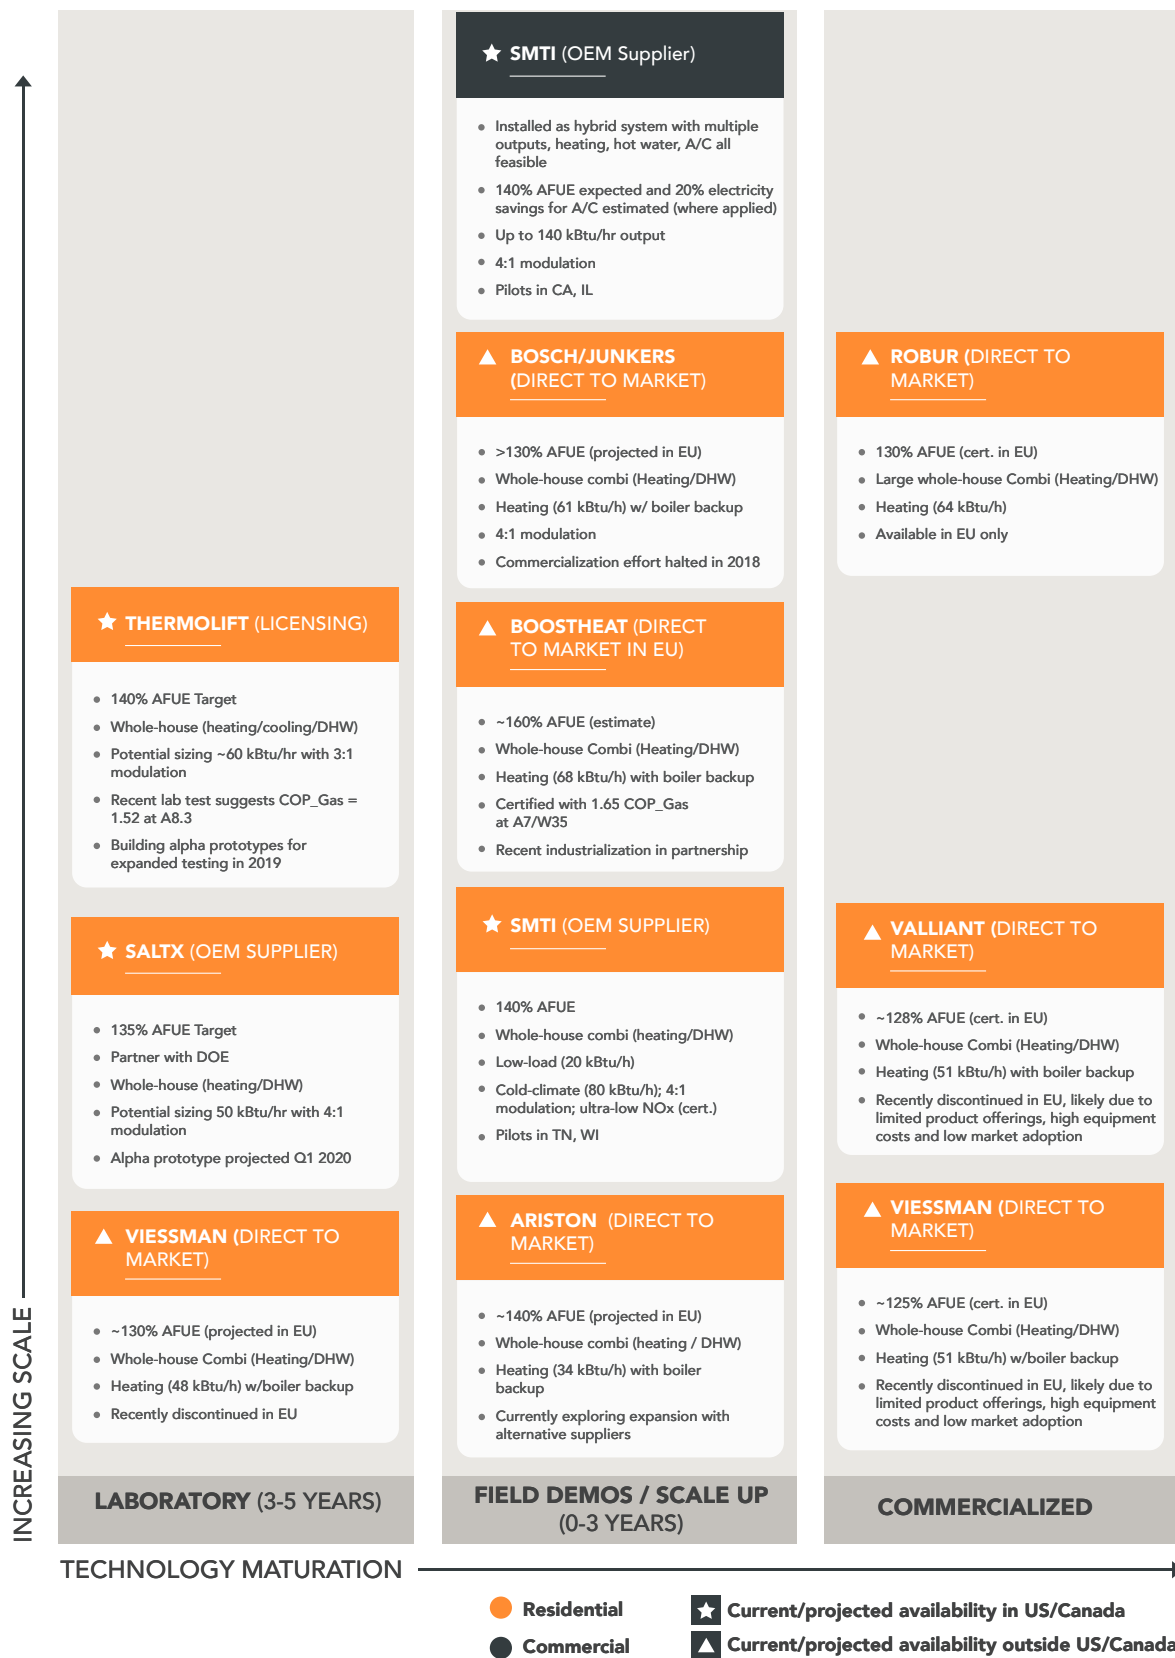 INCREASING SCALE
THERMOLIFT (LICENSING)
140% AFUE Target
Whole-house (heating/cooling/DHW)
Potential sizing ~60 kBtu/hr with 3:1
modulation
Recent lab test suggests COP_Gas =
1.52 at A8.3
Building alpha prototypes for
expanded testing in 2019
SALTX (OEM SUPPLIER)
135% AFUE Target
Partner with DOE
Whole-house (heating/DHW)
Potential sizing 50 kBtu/hr with 4:1
modulation
Alpha prototype projected Q1 2020
VIESSMAN (DIRECT TO
MARKET)
~130% AFUE (projected in EU)
Whole-house Combi (Heating/DHW)
Heating (48 kBtu/h) w/boiler backup
Recently discontinued in EU
LABORATORY (3-5 YEARS)
SMTI (OEM Supplier)
Installed as hybrid system with multiple
outputs, heating, hot water, A/C all
feasible
140% AFUE expected and 20% electricity
savings for A/C estimated (where applied)
Up to 140 kBtu/hr output
4:1 modulation
Pilots in CA, IL
BOSCH/JUNKERS
(DIRECT TO MARKET)
>130% AFUE (projected in EU)
Whole-house combi (Heating/DHW)
Heating (61 kBtu/h) w/ boiler backup
4:1 modulation
Commercialization effort halted in 2018
BOOSTHEAT (DIRECT
TO MARKET IN EU)
~160% AFUE (estimate)
Whole-house Combi (Heating/DHW)
Heating (68 kBtu/h) with boiler backup
Certified with 1.65 COP_Gas
at A7/W35
Recent industrialization in partnership
SMTI (OEM SUPPLIER)
140% AFUE
Whole-house combi (heating/DHW)
Low-load (20 kBtu/h)
Cold-climate (80 kBtu/h); 4:1
modulation; ultra-low NOx (cert.)
Pilots in TN, WI
ARISTON (DIRECT TO
MARKET)
~140% AFUE (projected in EU)
Whole-house combi (heating / DHW)
Heating (34 kBtu/h) with boiler
backup
Currently exploring expansion with
alternative suppliers
FIELD DEMOS / SCALE UP
(0-3 YEARS)
ROBUR (DIRECT TO
MARKET)
130% AFUE (cert. in EU)
Large whole-house Combi (Heating/DHW)
Heating (64 kBtu/h)
Available in EU only
VALLIANT (DIRECT TO
MARKET)
~128% AFUE (cert. in EU)
Whole-house Combi (Heating/DHW)
Heating (51 kBtu/h) with boiler backup
Recently discontinued in EU, likely due to
limited product offerings, high equipment
costs and low market adoption
VIESSMAN (DIRECT TO
MARKET)
~125% AFUE (cert. in EU)
Whole-house Combi (Heating/DHW)
Heating (51 kBtu/h) w/boiler backup
Recently discontinued in EU, likely due to
limited product offerings, high equipment
costs and low market adoption
COMMERCIALIZED
TECHNOLOGY MATURATION
Residential
Commercial
Current/projected availability in US/Canada
Current/projected availability outside US/Canada